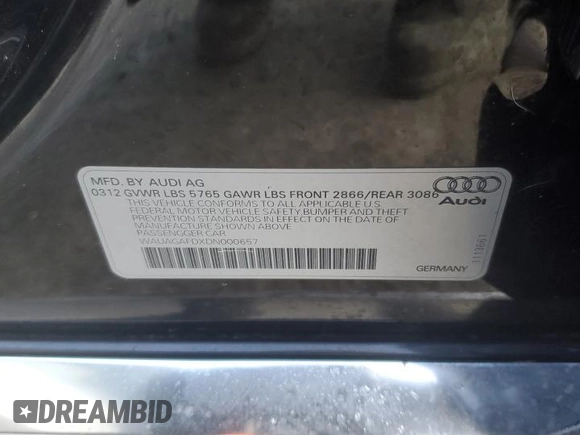 MFD. BY AUDI AG
0312 GVWR LBS 5765 GAWR LBS FRONT 2866/REAR 3086
THIS VEHICLE CONFORMS TO ALL APPLICABLE U.S.
FEDERAL MOTOR VEHICLE SAFETY,BUMPER AND THEFT
PREVENTION STANDARDS IN EFFECT ON THE DATE OF
MANUFACTURE SHOWN ABOVE
PASSENGER CAR
WAUACAFDXDN000657
Audi
1113661
GERMANY
DREAMBID